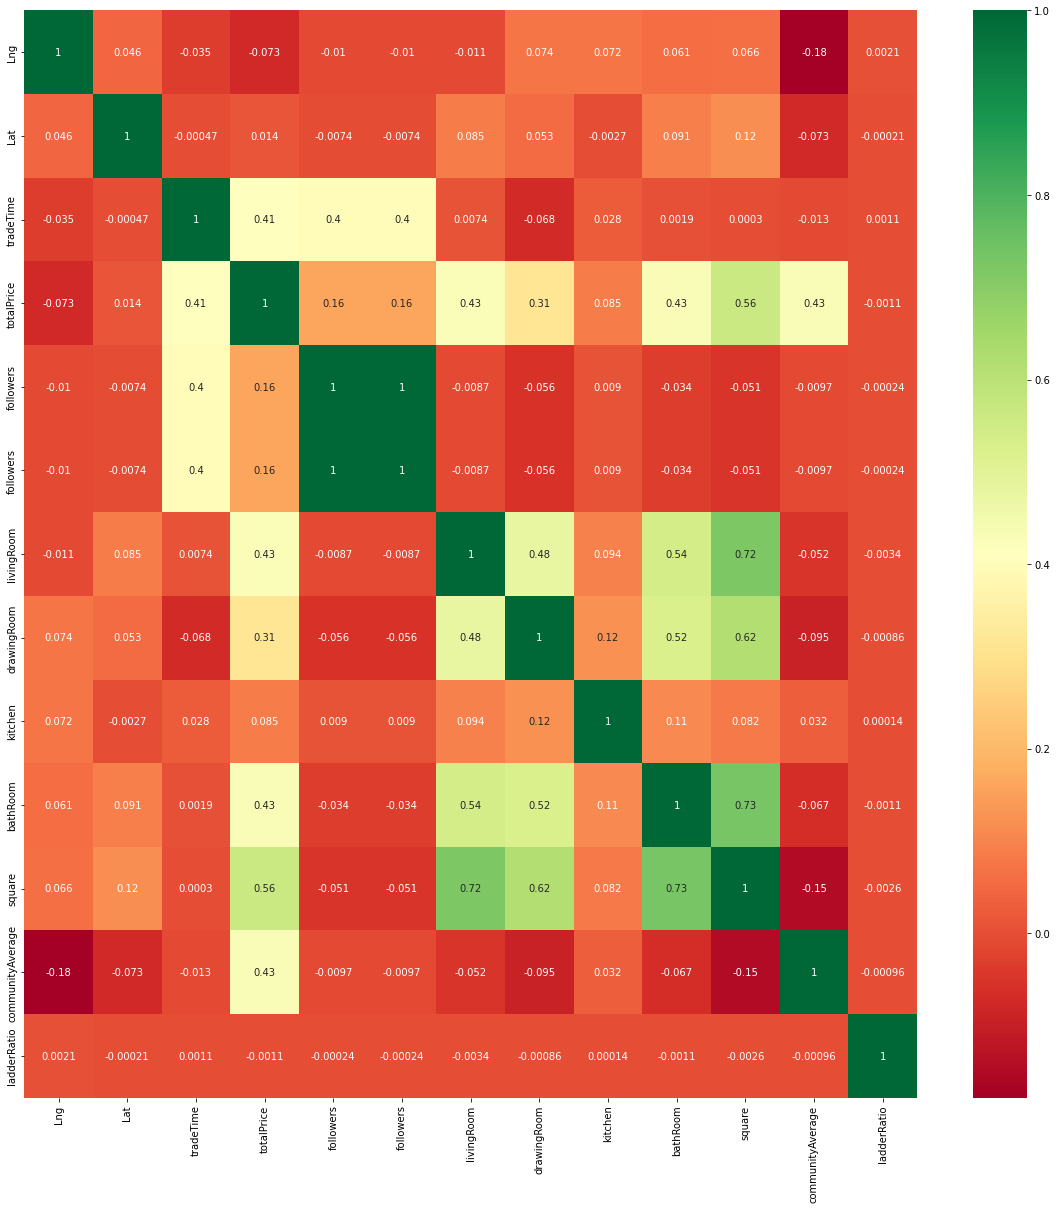 Lng 1 0.046 -0.035 -0.073 -0.01 -0.01 -0.011 0.074 0.072 0.061 0.066 -0.18 0.0021
Lat 0.046 1 -0.00047 0.014 -0.0074 -0.0074 0.085 0.053 -0.0027 0.091 0.12 -0.073 -0.00021
tradeTime -0.035 -0.00047 1 0.41 0.4 0.4 0.0074 -0.068 0.028 0.0019 0.0003 -0.013 0.0011
totalPrice -0.073 0.014 0.41 1 0.16 0.16 0.43 0.31 0.085 0.43 0.56 0.43 -0.0011
followers -0.01 -0.0074 0.4 0.16 1 1 -0.0087 -0.056 0.009 -0.034 -0.051 -0.0097 -0.00024
followers -0.01 -0.0074 0.4 0.16 1 1 -0.0087 -0.056 0.009 -0.034 -0.051 -0.0097 -0.00024
livingRoom -0.011 0.085 0.0074 0.43 -0.0087 -0.0087 1 0.48 0.094 0.54 0.72 -0.052 -0.0034
drawingRoom 0.074 0.053 -0.068 0.31 -0.056 -0.056 0.48 1 0.12 0.52 0.62 -0.095 -0.00086
kitchen 0.072 -0.0027 0.028 0.085 0.009 0.009 0.094 0.12 1 0.11 0.082 0.032 0.00014
bathRoom 0.061 0.091 0.0019 0.43 -0.034 -0.034 0.54 0.52 0.11 1 0.73 -0.067 -0.0011
square 0.066 0.12 0.0003 0.56 -0.051 -0.051 0.72 0.62 0.082 0.73 1 -0.15 -0.0026
communityAverage -0.18 -0.073 -0.013 0.43 -0.0097 -0.0097 -0.052 -0.095 0.032 -0.067 -0.15 1 -0.00096
ladderRatio 0.0021 -0.00021 0.0011 -0.0011 -0.00024 -0.00024 -0.0034 -0.00086 0.00014 -0.0011 -0.0026 -0.00096 1
Lng Lat tradeTime totalPrice followers followers livingRoom drawingRoom kitchen bathRoom square communityAverage ladderRatio
1.0
0.8
0.6
0.4
0.2
0.0